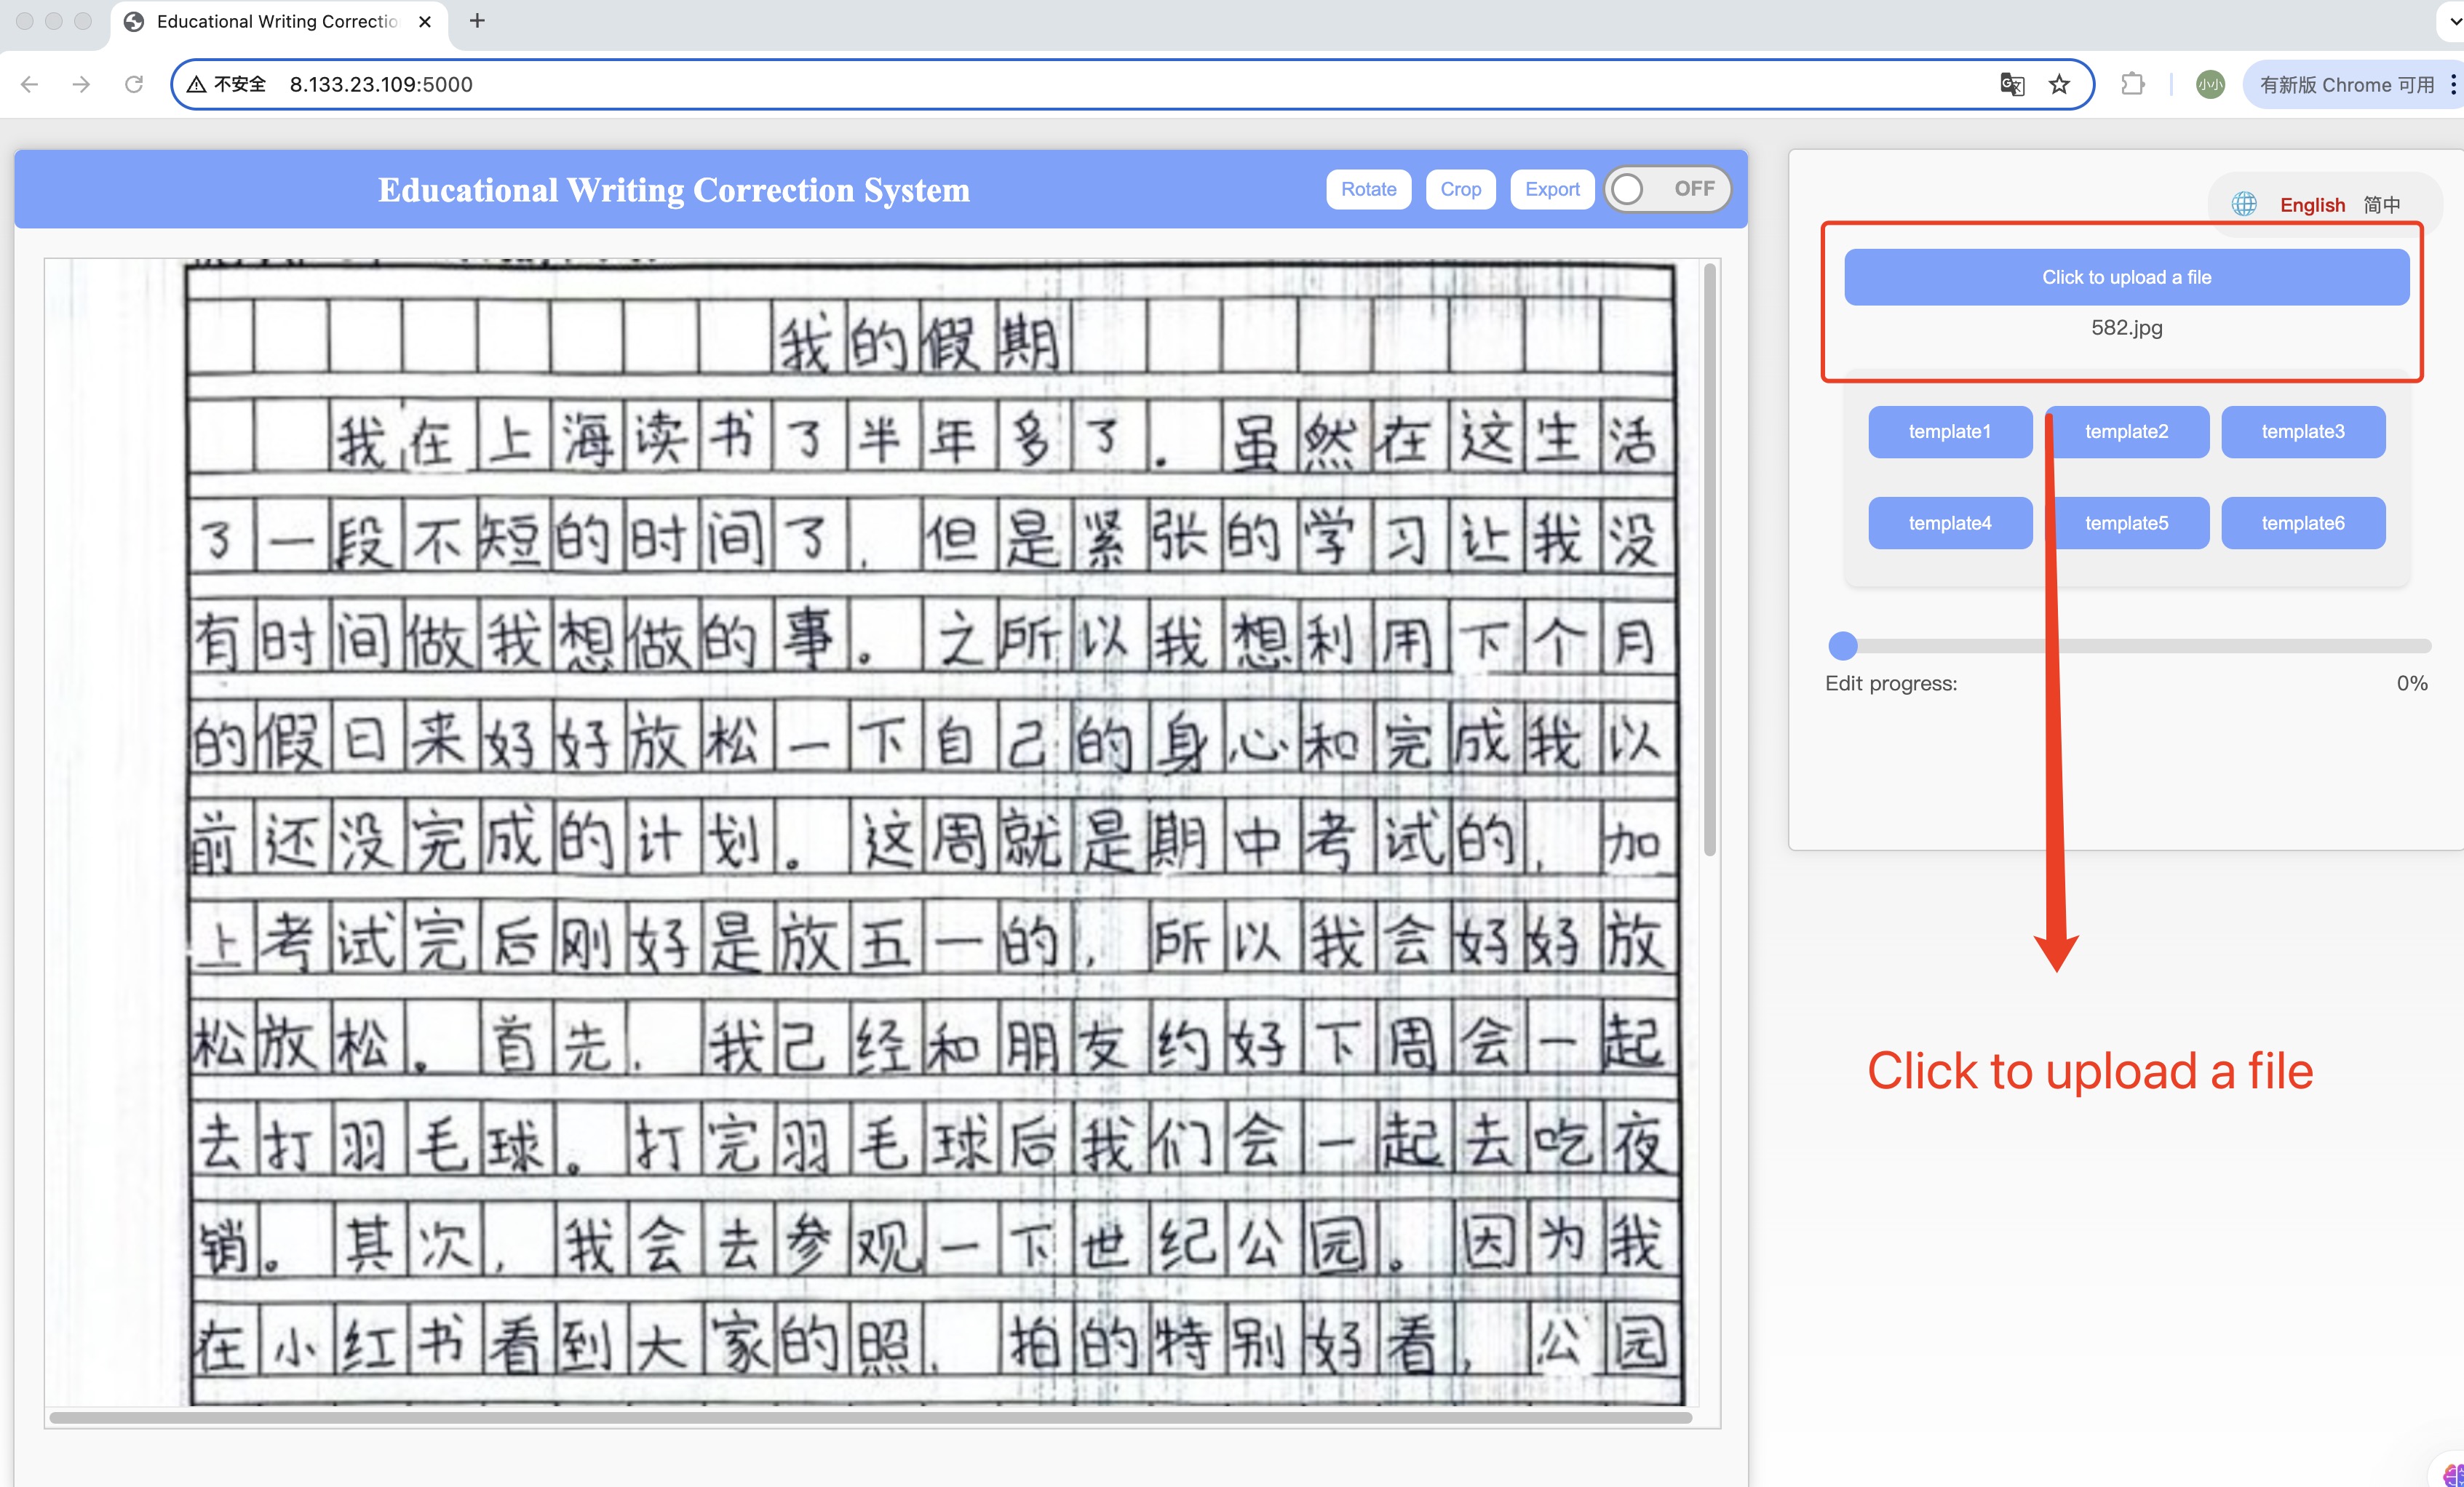 Educational Writing Correctio
不安全 8.133.23.109:5000
小小
有新版 Chrome 可用
Educational Writing Correction System
Rotate
Crop
Export
OFF
English 简中
Click to upload a file
582.jpg
template1
template2
template3
template4
template5
template6
Edit progress:
0%
Click to upload a file
我的假期
我在上海读书了半年多了. 虽然在这生活
了一段不短的时间了, 但是紧张的学习让我没
有时间做我想做的事。之所以我想利用下个月
的假日来好好放松一下自己的身心和完成我以
前还没完成的计划。这周就是期中考试的, 加
上考试完后刚好是放五一的, 所以我会好好放
松放松。首先, 我己经和朋友约好下周会一起
去打羽毛球。打完羽毛球后我们会一起去吃夜
销。其次, 我会去参观一下世纪公园。因为我
在小红书看到大家的照, 拍的特别好看, 公园